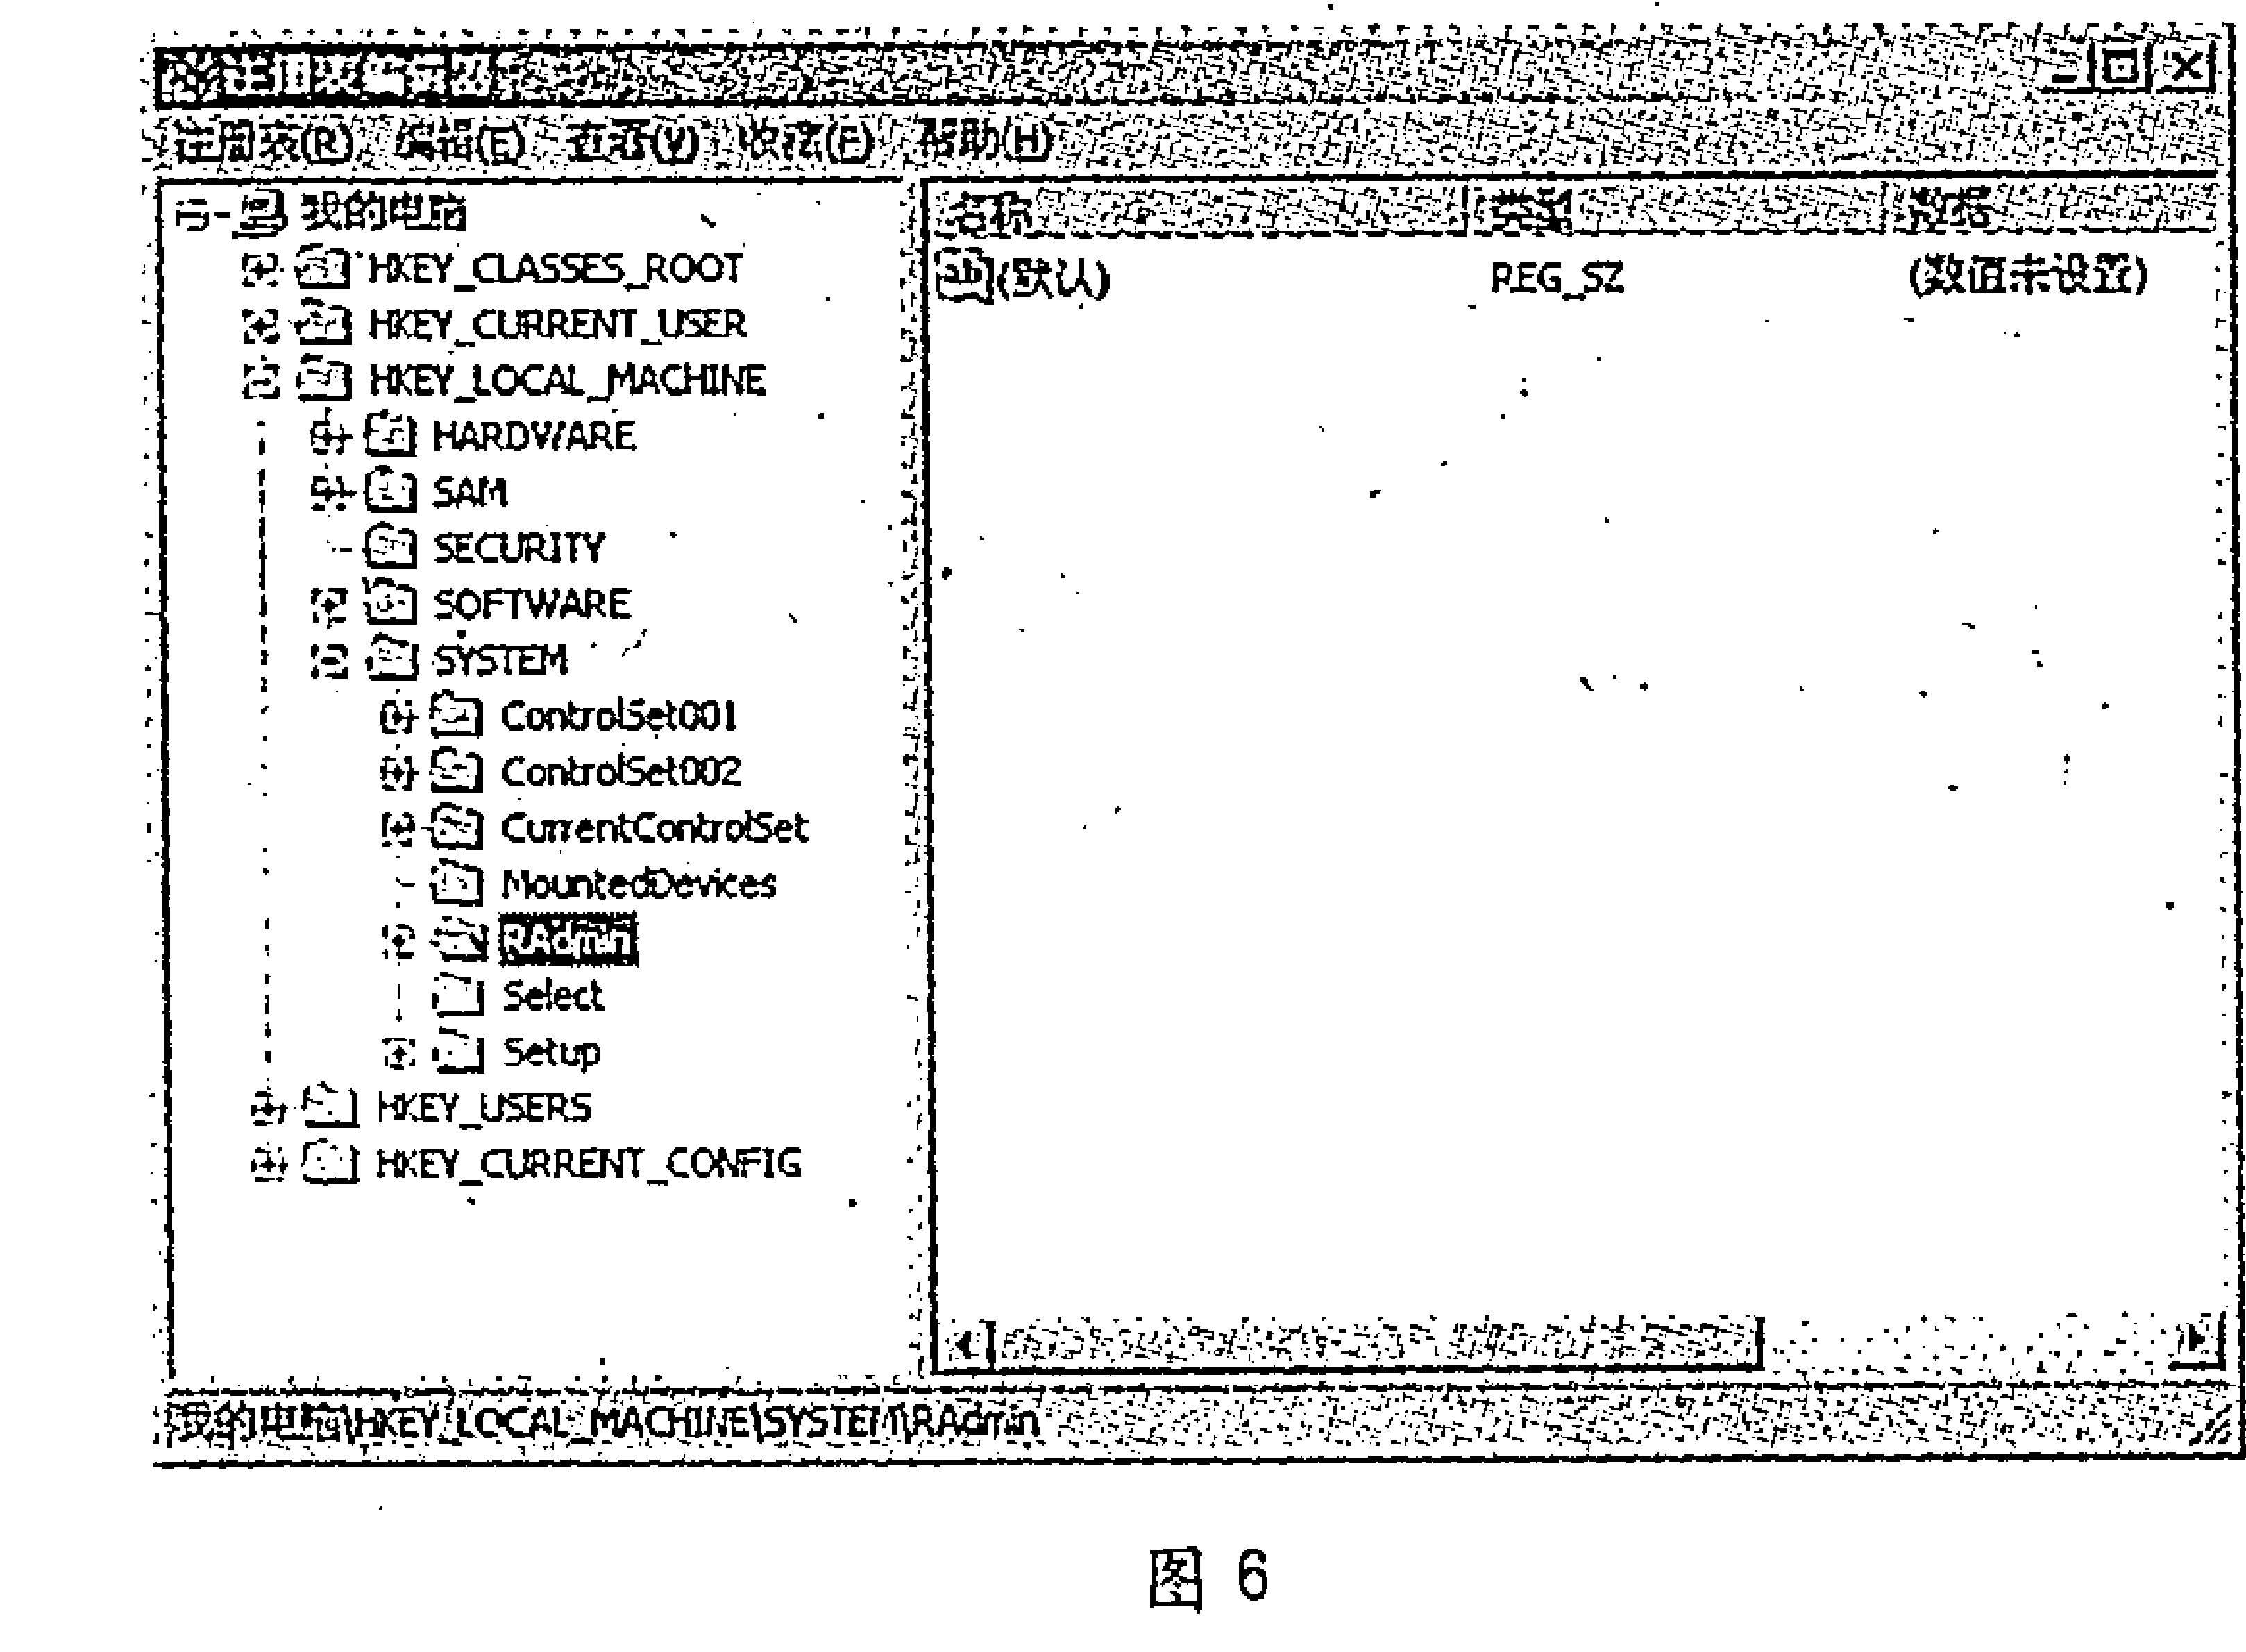 注册表编辑器
注册表(R) 编辑(E) 查看(V) 收藏(F) 帮助(H)
我的电脑
HKEY_CLASSES_ROOT
HKEY_CURRENT_USER
HKEY_LOCAL_MACHINE
HARDWARE
SAM
SECURITY
SOFTWARE
SYSTEM
ControlSet001
ControlSet002
CurrentControlSet
MountedDevices
RAdmin
Select
Setup
HKEY_USERS
HKEY_CURRENT_CONFIG
名称 类型 数据
ab (默认) REG_SZ (数值未设置)
我的电脑\HKEY_LOCAL_MACHINE\SYSTEM\RAdmin
图 6